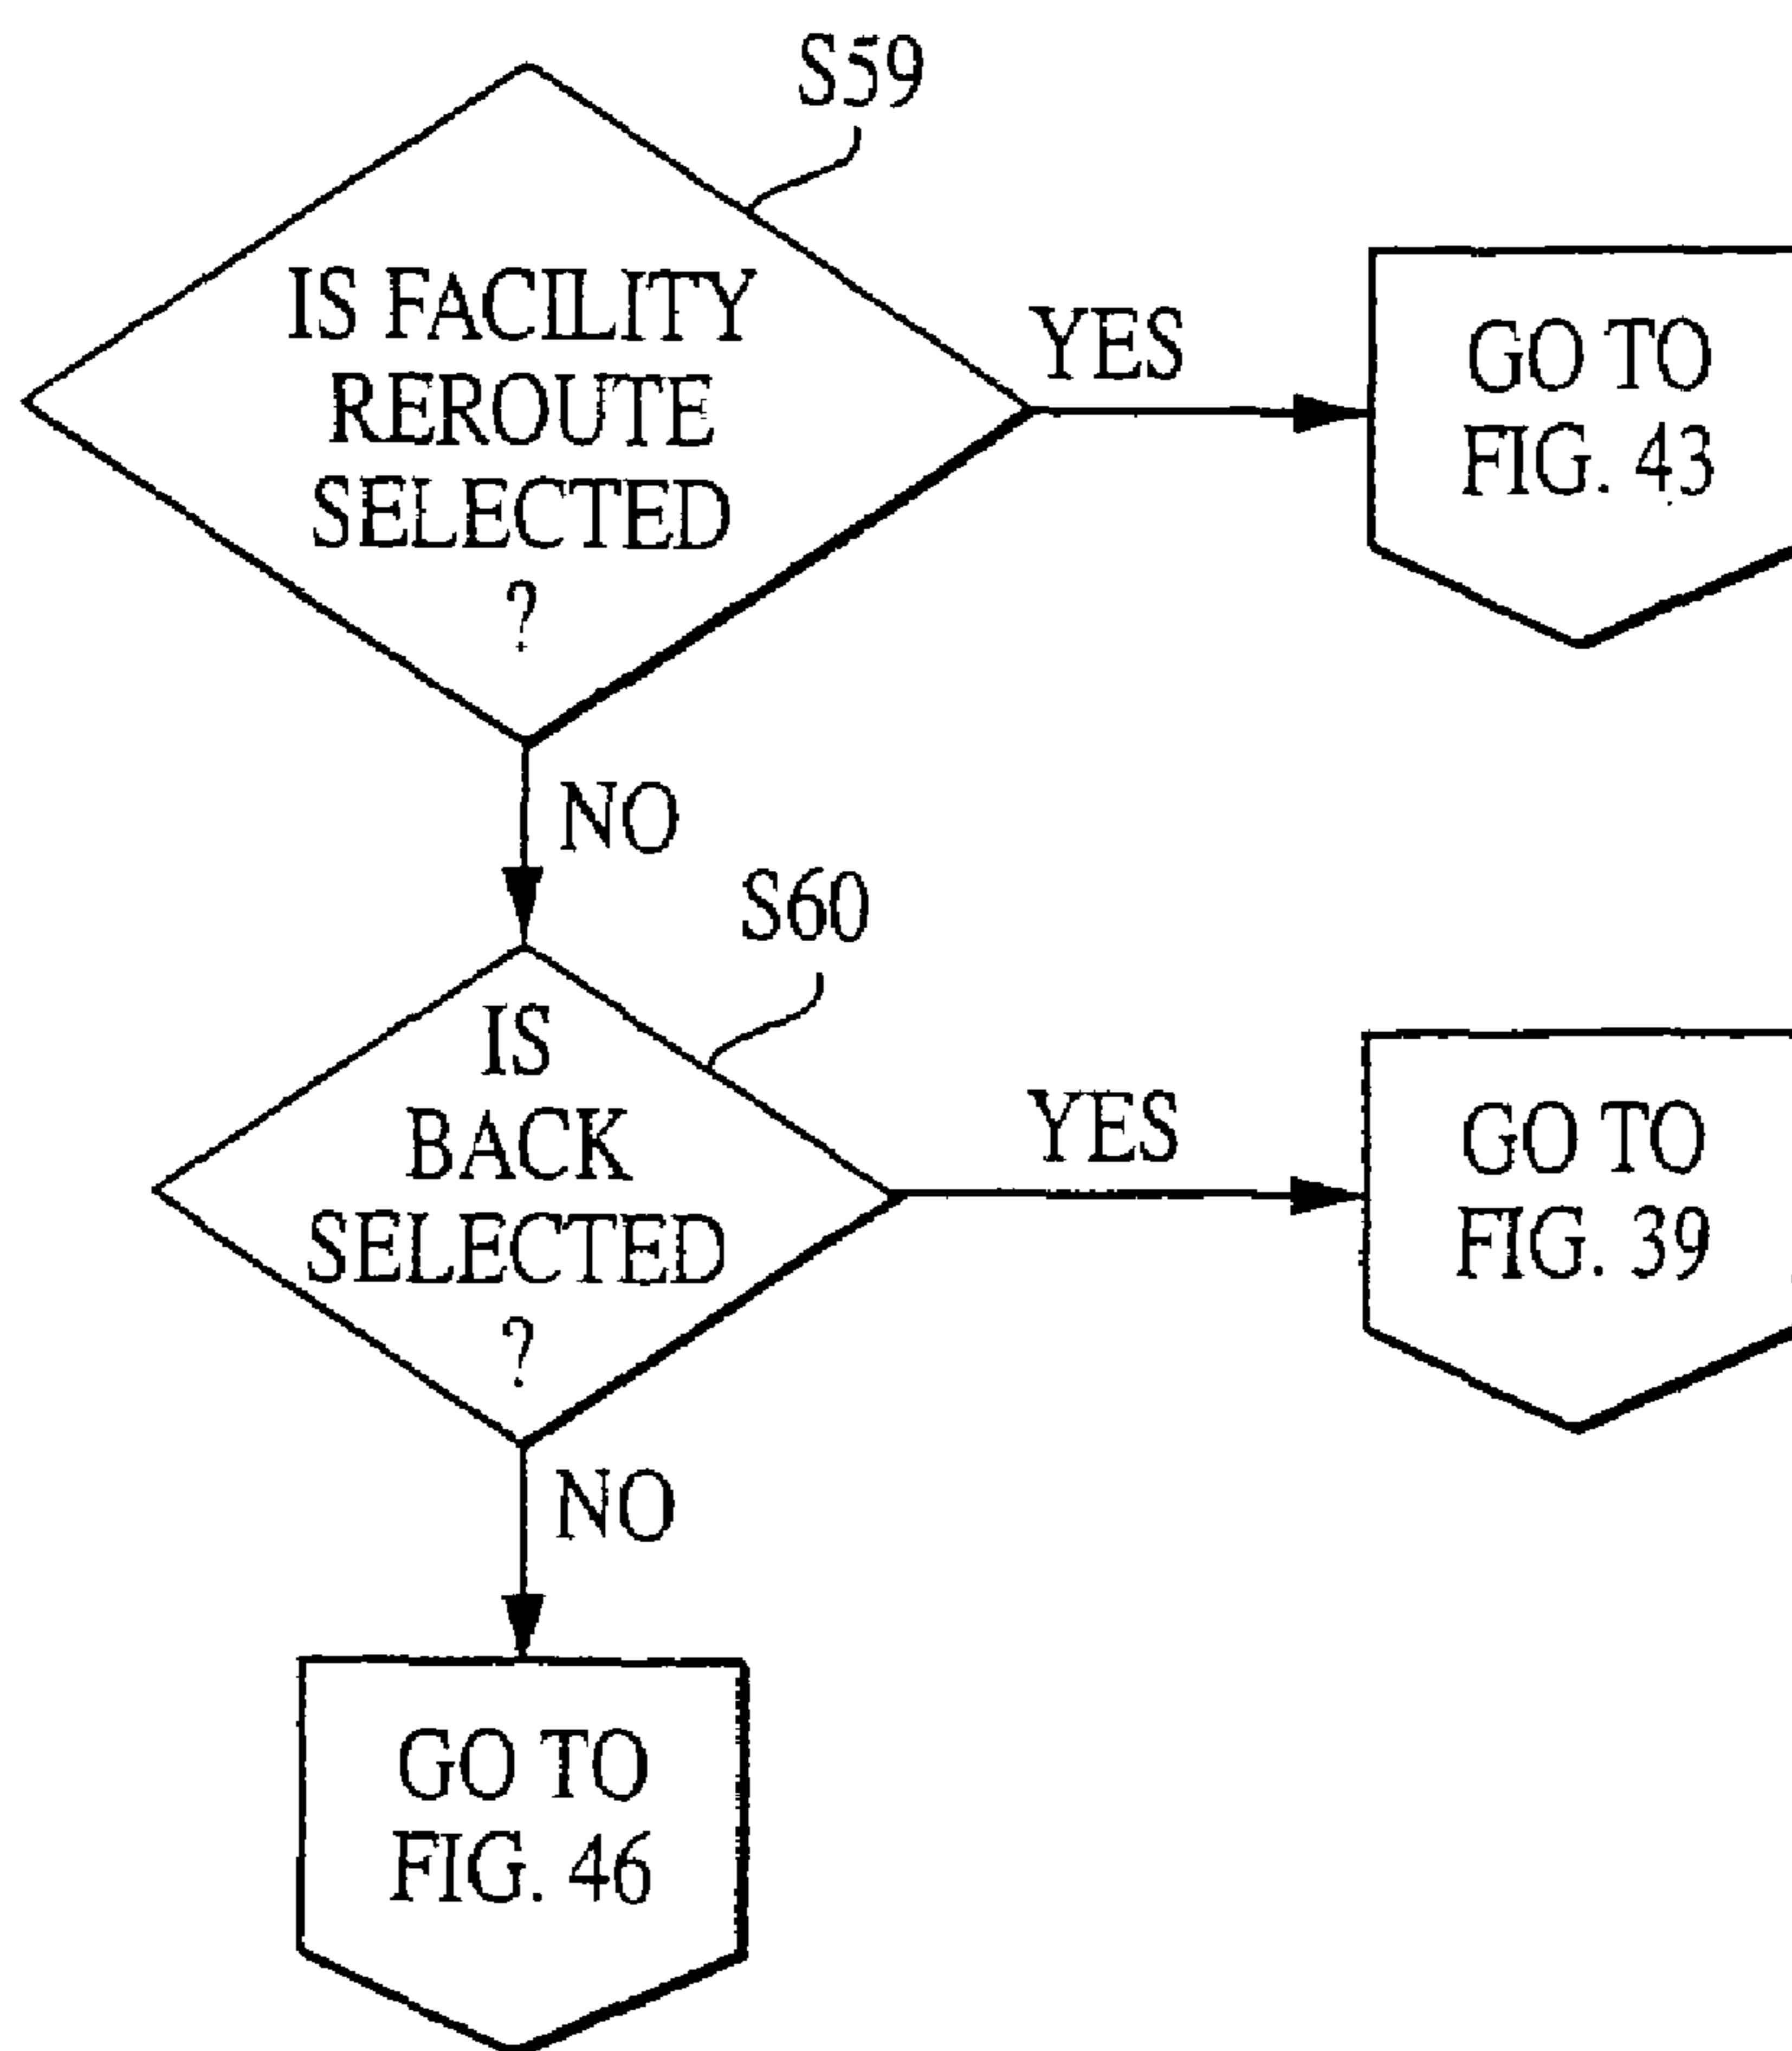 S59
IS FACILITY
REROUTE
SELECTED
?
YES
GO TO
FIG. 43
NO
S60
IS
BACK
SELECTED
?
YES
GO TO
FIG. 39
NO
GO TO
FIG. 46